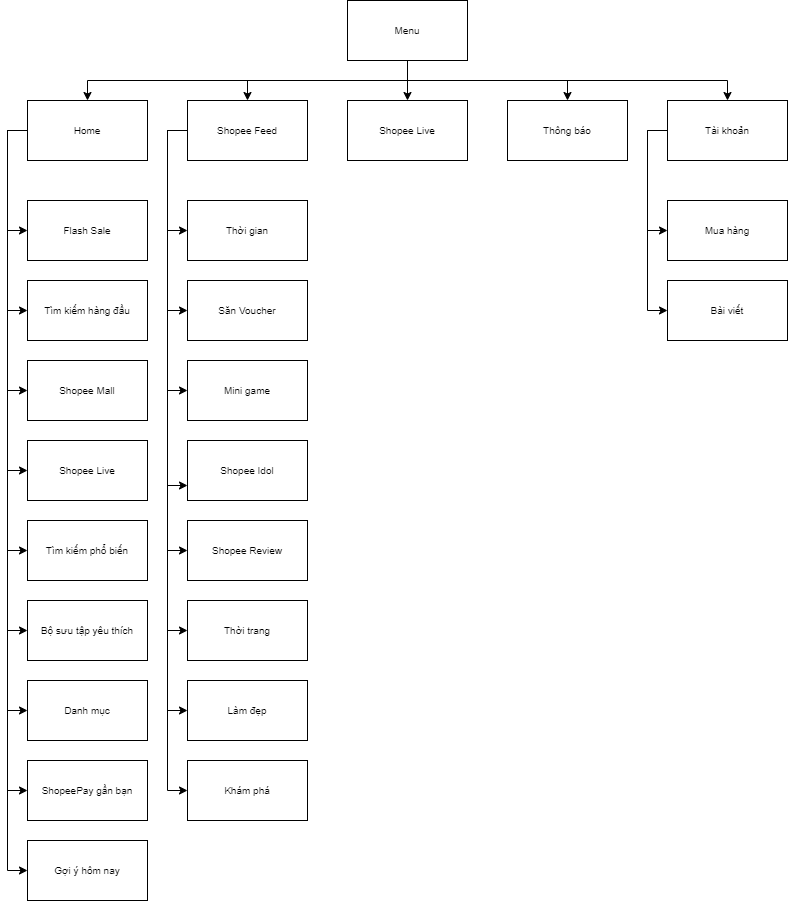 Menu
Home
Shopee Feed
Shopee Live
Thông báo
Tài khoản
Flash Sale
Thời gian
Mua hàng
Tìm kiếm hàng đầu
Săn Voucher
Bài viết
Shopee Mall
Mini game
Shopee Live
Shopee Idol
Tìm kiếm phổ biến
Shopee Review
Bộ sưu tập yêu thích
Thời trang
Danh mục
Làm đẹp
ShopeePay gần bạn
Khám phá
Gợi ý hôm nay